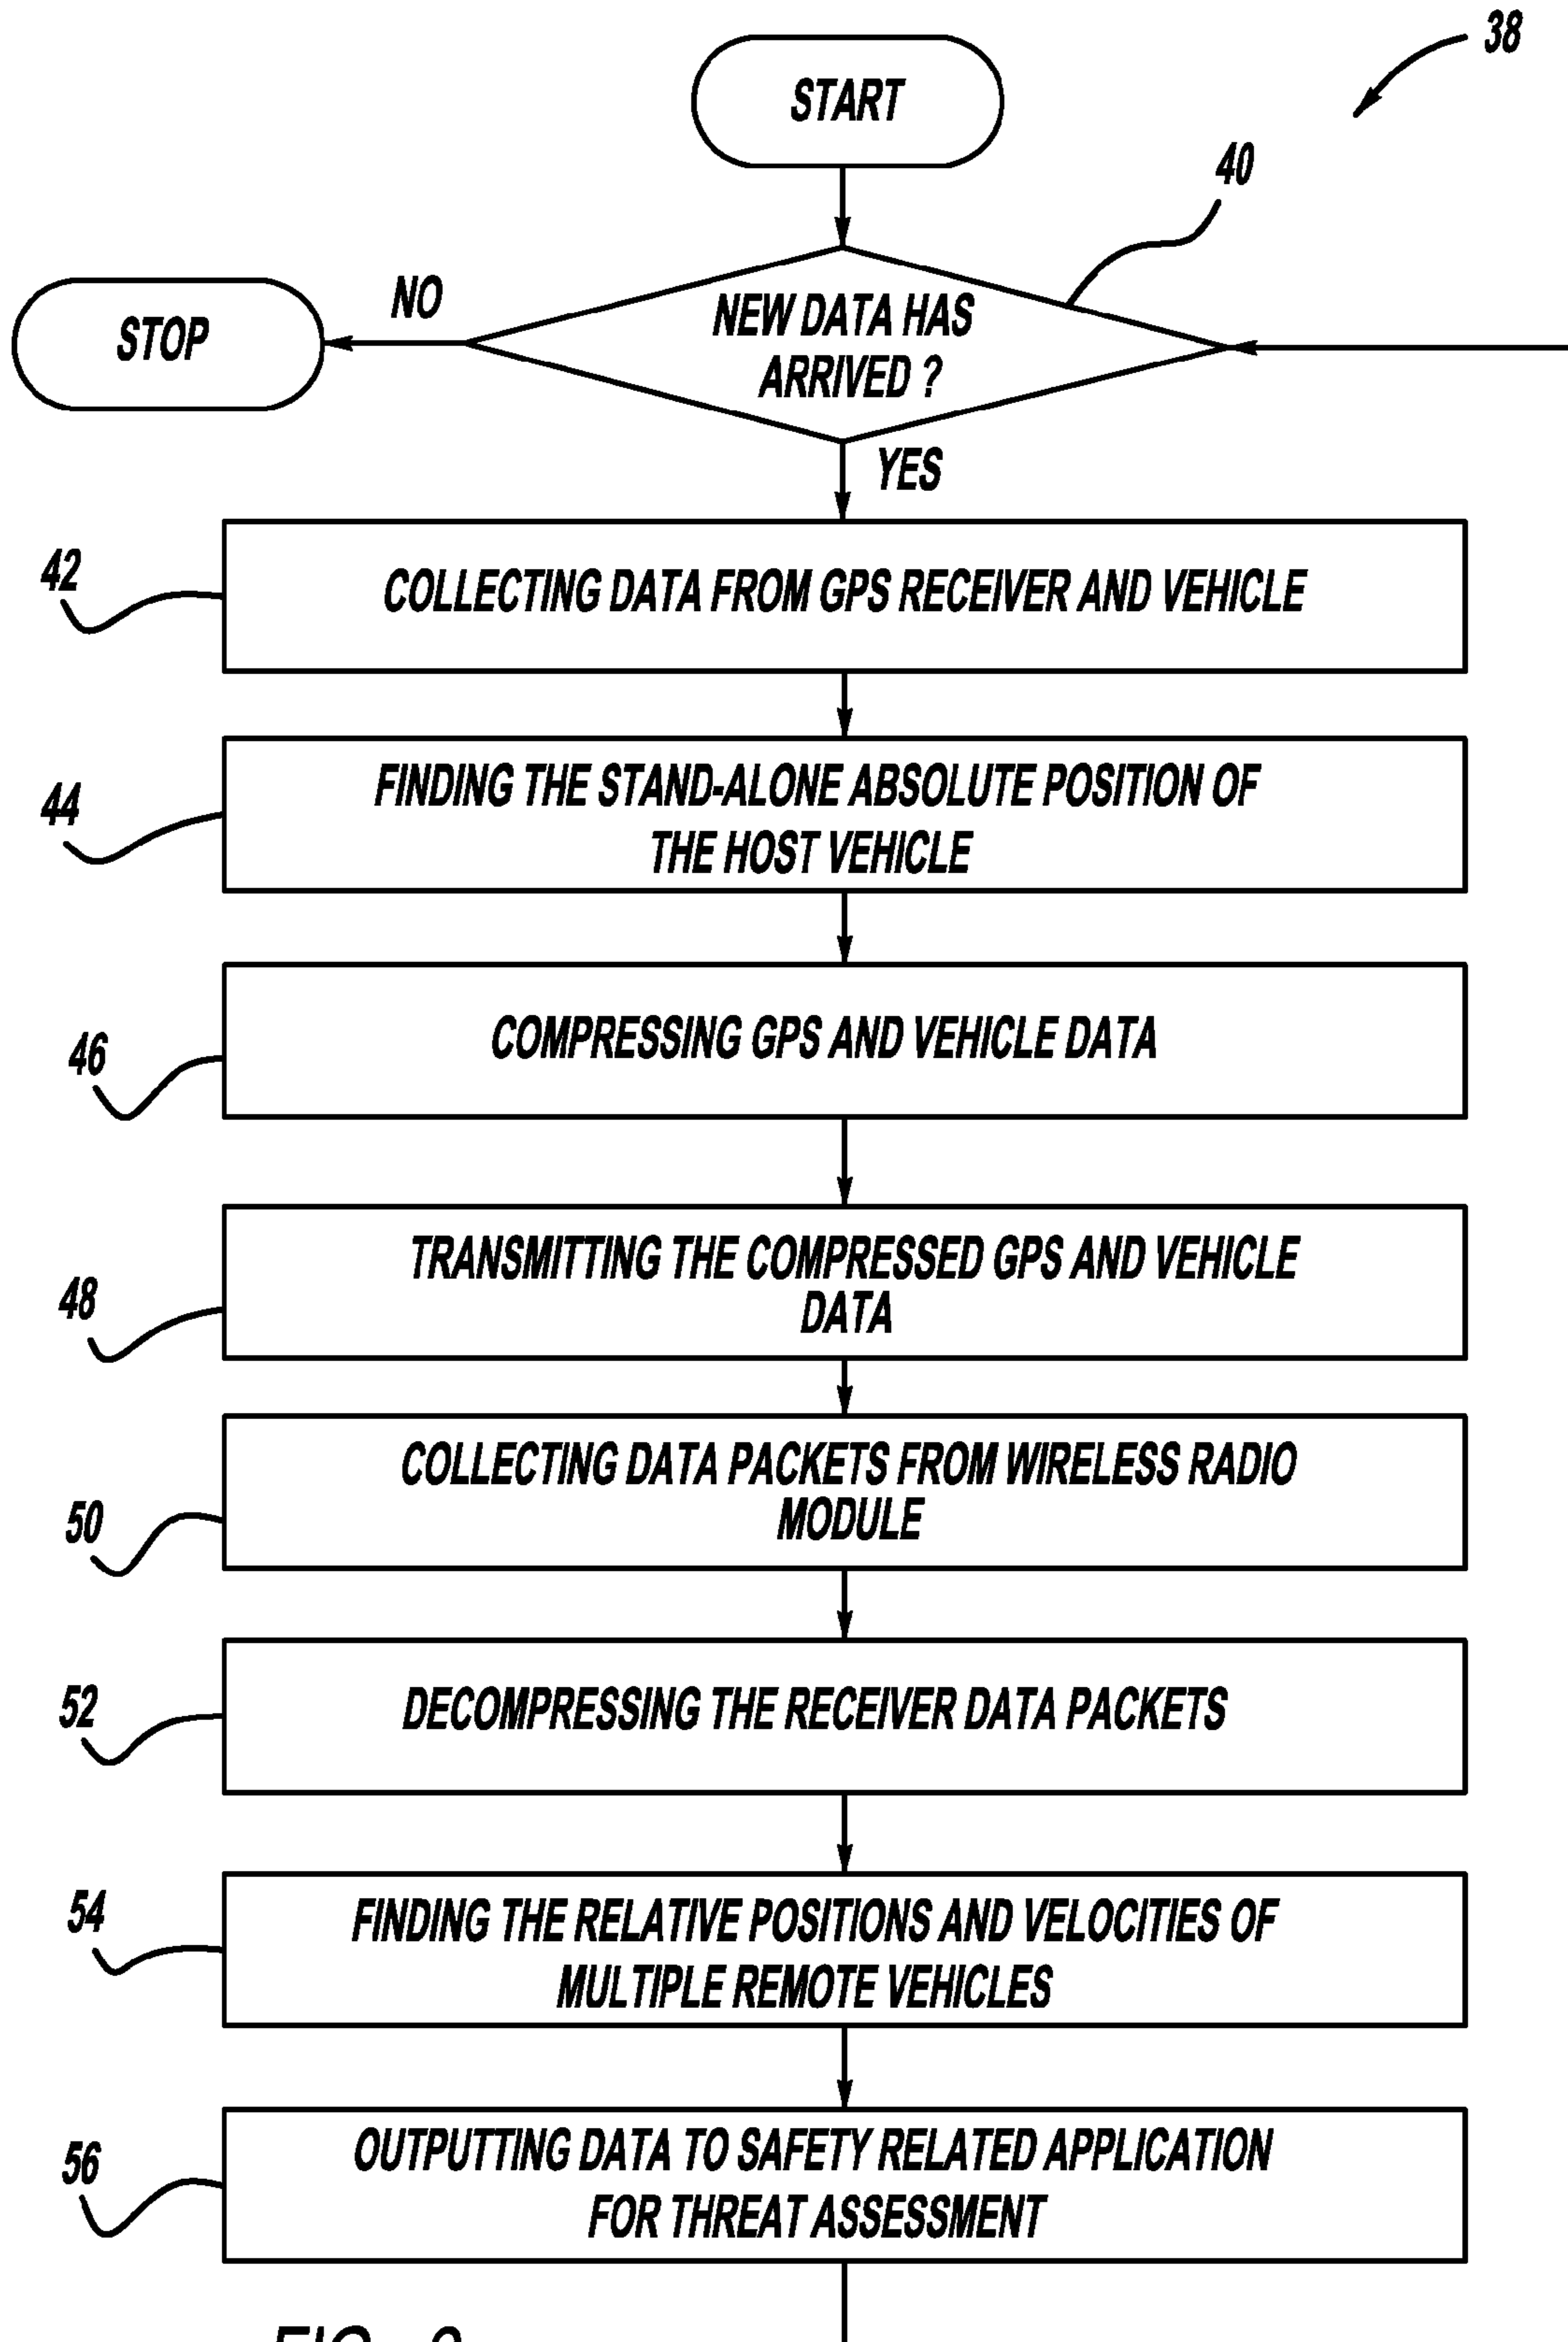 38
START
40
NO
STOP
NEW DATA HAS
ARRIVED ?
YES
42
COLLECTING DATA FROM GPS RECEIVER AND VEHICLE
44
FINDING THE STAND-ALONE ABSOLUTE POSITION OF
THE HOST VEHICLE
46
COMPRESSING GPS AND VEHICLE DATA
48
TRANSMITTING THE COMPRESSED GPS AND VEHICLE
DATA
50
COLLECTING DATA PACKETS FROM WIRELESS RADIO
MODULE
52
DECOMPRESSING THE RECEIVER DATA PACKETS
54
FINDING THE RELATIVE POSITIONS AND VELOCITIES OF
MULTIPLE REMOTE VEHICLES
56
OUTPUTTING DATA TO SAFETY RELATED APPLICATION
FOR THREAT ASSESSMENT